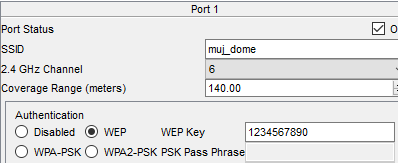 Port 1
Port Status
SSID muj_dome
2.4 GHz Channel 6
Coverage Range (meters) 140.00
Authentication
Disabled WEP WEP Key 1234567890
WPA-PSK WPA2-PSK PSK Pass Phrase